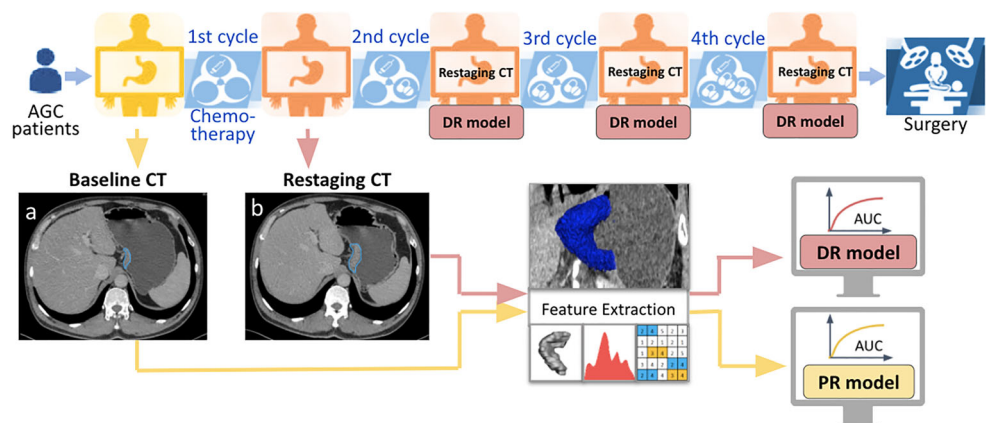 1st cycle
2nd cycle
3rd cycle
4th cycle
Restaging CT
Restaging CT
Restaging CT
AGC
patients
Chemo-
therapy
DR model
DR model
DR model
Surgery
Baseline CT
Restaging CT
a
b
AUC
DR model
Feature Extraction
AUC
PR model